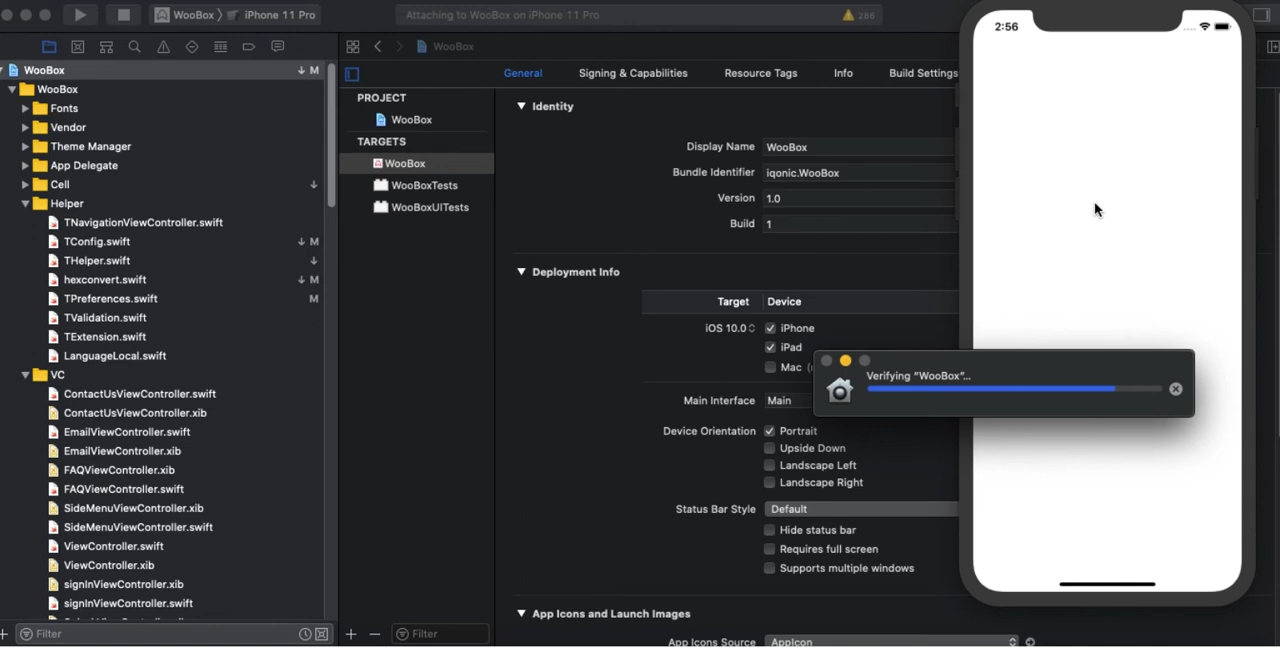 WooBox
iPhone 11 Pro
Attaching to WooBox on iPhone 11 Pro
286
WooBox
M
WooBox
Fonts
Vendor
Theme Manager
App Delegate
Cell
Helper
TNavigationViewController.swift
TConfig.swift
M
THelper.swift
hexconvert.swift
M
TPreferences.swift
M
TValidation.swift
TExtension.swift
LanguageLocal.swift
VC
ContactUsViewController.swift
ContactUsViewController.xib
EmailViewController.swift
EmailViewController.xib
FAQViewController.xib
FAQViewController.swift
SideMenuViewController.xib
SideMenuViewController.swift
ViewController.swift
ViewController.xib
signInViewController.xib
signInViewController.swift
Filter
WooBox
General
Signing & Capabilities
Resource Tags
Info
Build Settings
PROJECT
WooBox
TARGETS
WooBox
WooBoxTests
WooBoxUITests
Filter
Identity
Display Name
WooBox
Bundle Identifier
iqonic.WooBox
Version
1.0
Build
1
Deployment Info
Target
Device
iOS 10.0
iPhone
iPad
Mac
Main Interface
Main
Device Orientation
Portrait
Upside Down
Landscape Left
Landscape Right
Status Bar Style
Default
Hide status bar
Requires full screen
Supports multiple windows
App Icons and Launch Images
App Icons Source
AppIcon
2:56
Verifying "WooBox"...